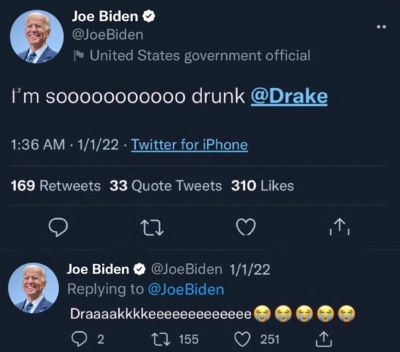 Joe Biden
@JoeBiden
United States government official
I'm sooooooooooo drunk @Drake
1:36 AM · 1/1/22 · Twitter for iPhone
169 Retweets 33 Quote Tweets 310 Likes
Joe Biden @JoeBiden 1/1/22
Replying to @JoeBiden
Draaaakkkkeeeeeeeeeeeee😭😭😭😭😭
2 155 251